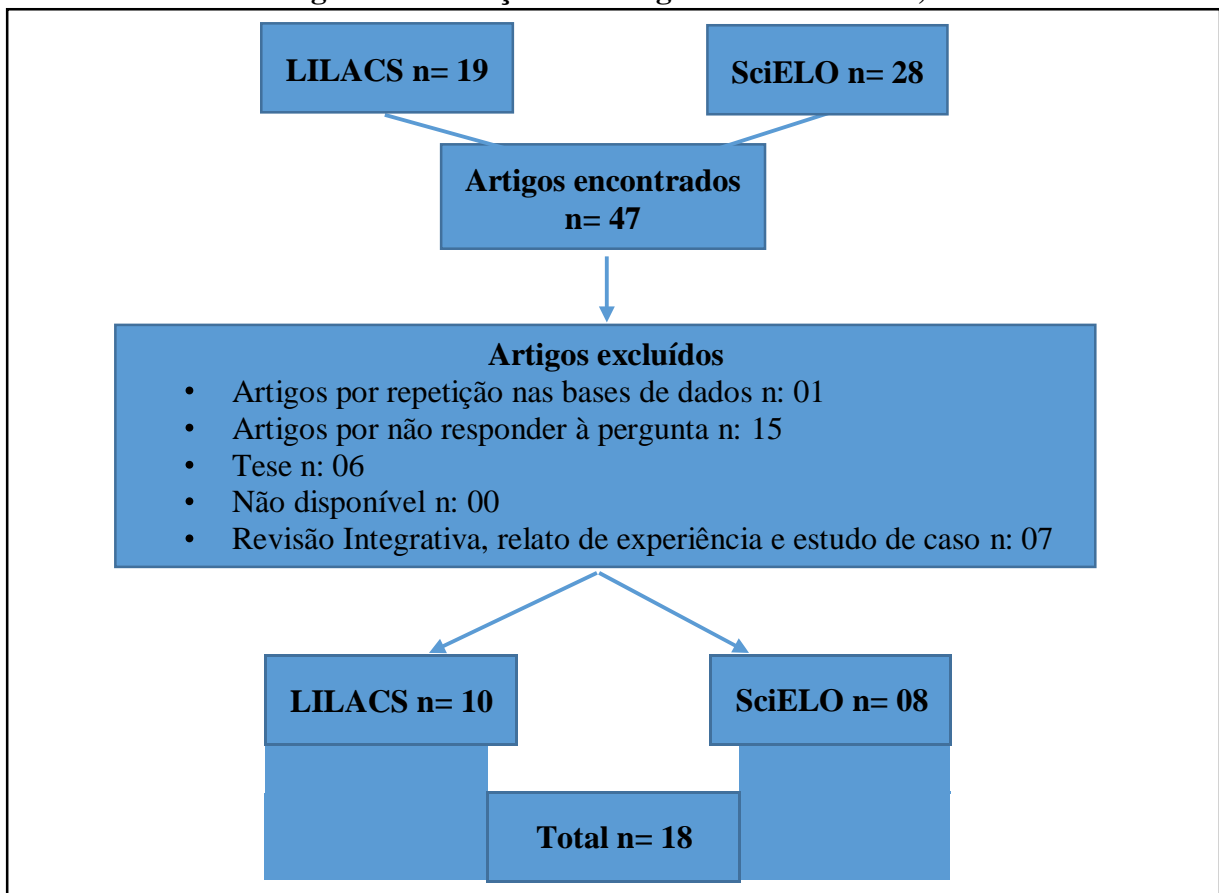 LILACS n= 19
SciELO n= 28
Artigos encontrados
n= 47
Artigos excluídos
• Artigos por repetição nas bases de dados n: 01
• Artigos por não responder à pergunta n: 15
• Tese n: 06
• Não disponível n: 00
• Revisão Integrativa, relato de experiência e estudo de caso n: 07
LILACS n= 10
SciELO n= 08
Total n= 18